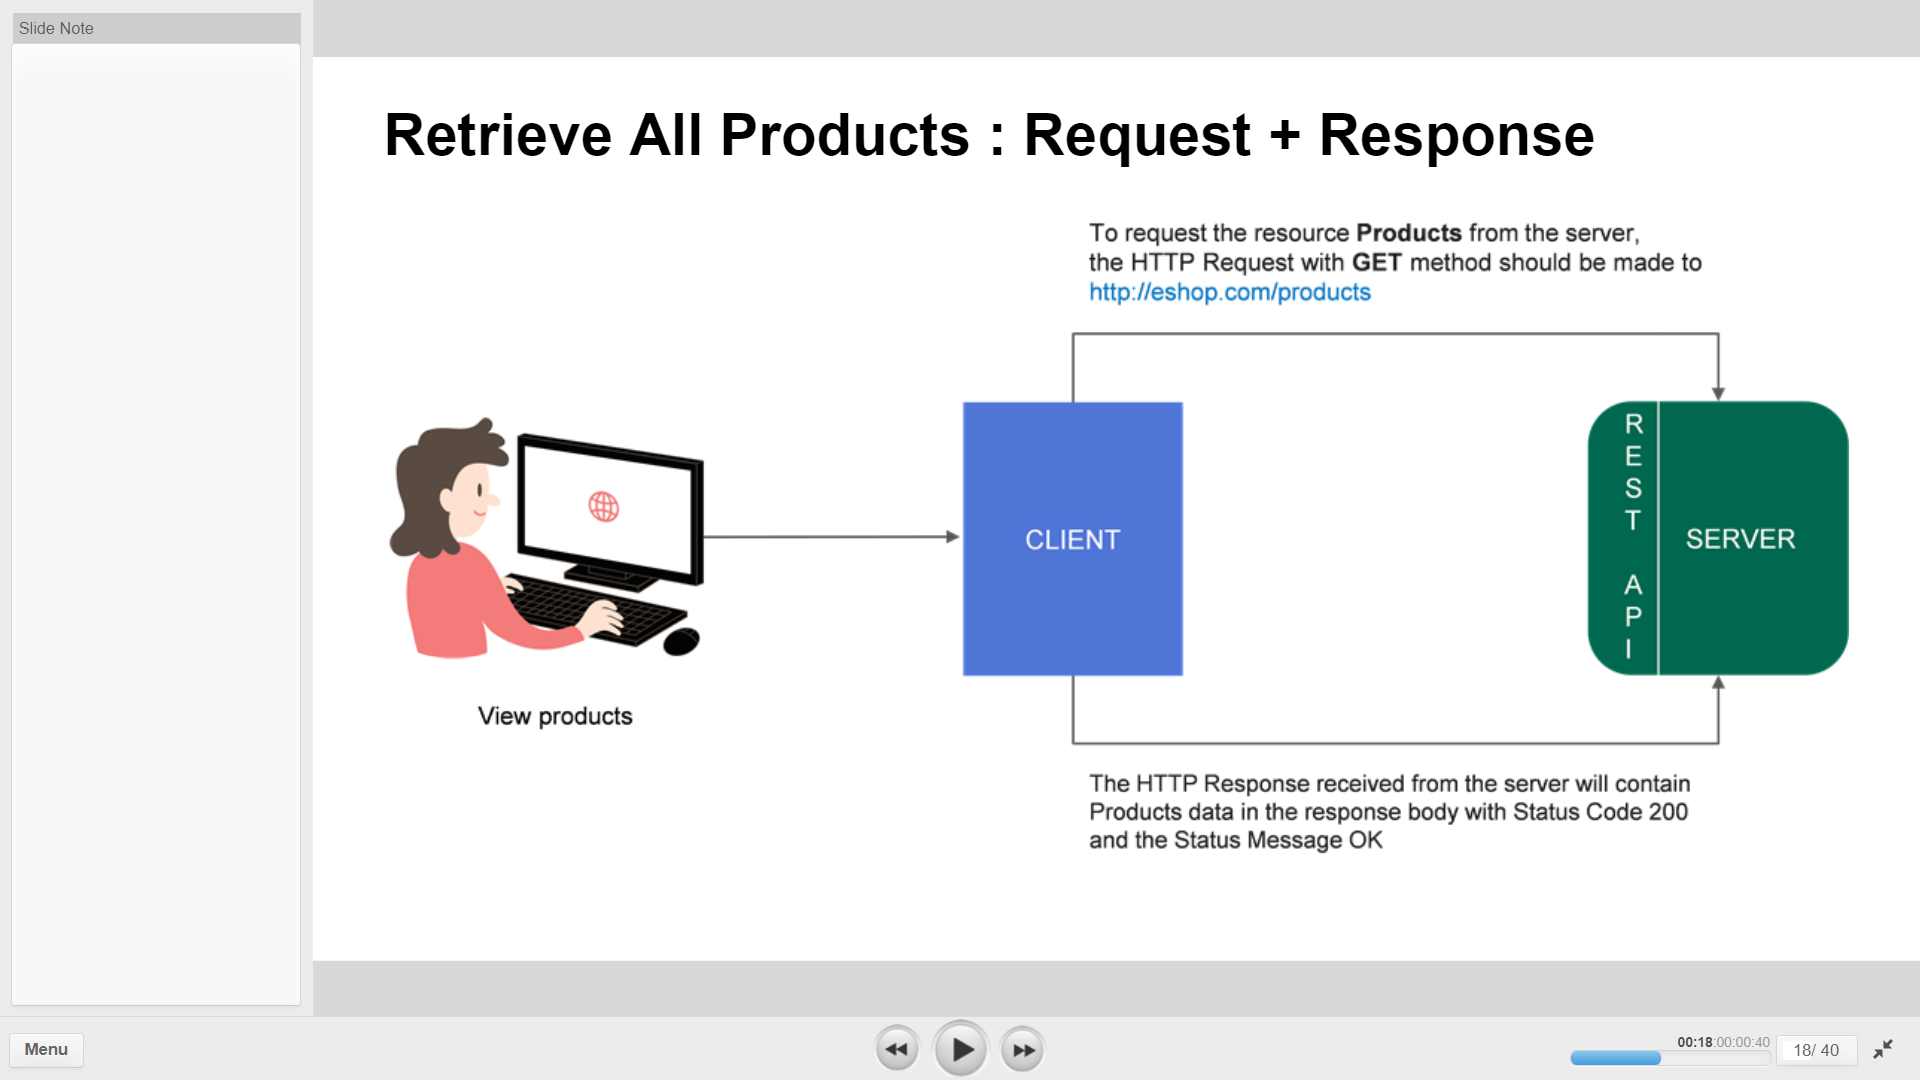 Slide Note
Retrieve All Products : Request + Response
To request the resource Products from the server,
the HTTP Request with GET method should be made to
http://eshop.com/products
CLIENT
REST API
SERVER
View products
The HTTP Response received from the server will contain
Products data in the response body with Status Code 200
and the Status Message OK
Menu
00:18:00:00:40
18/ 40